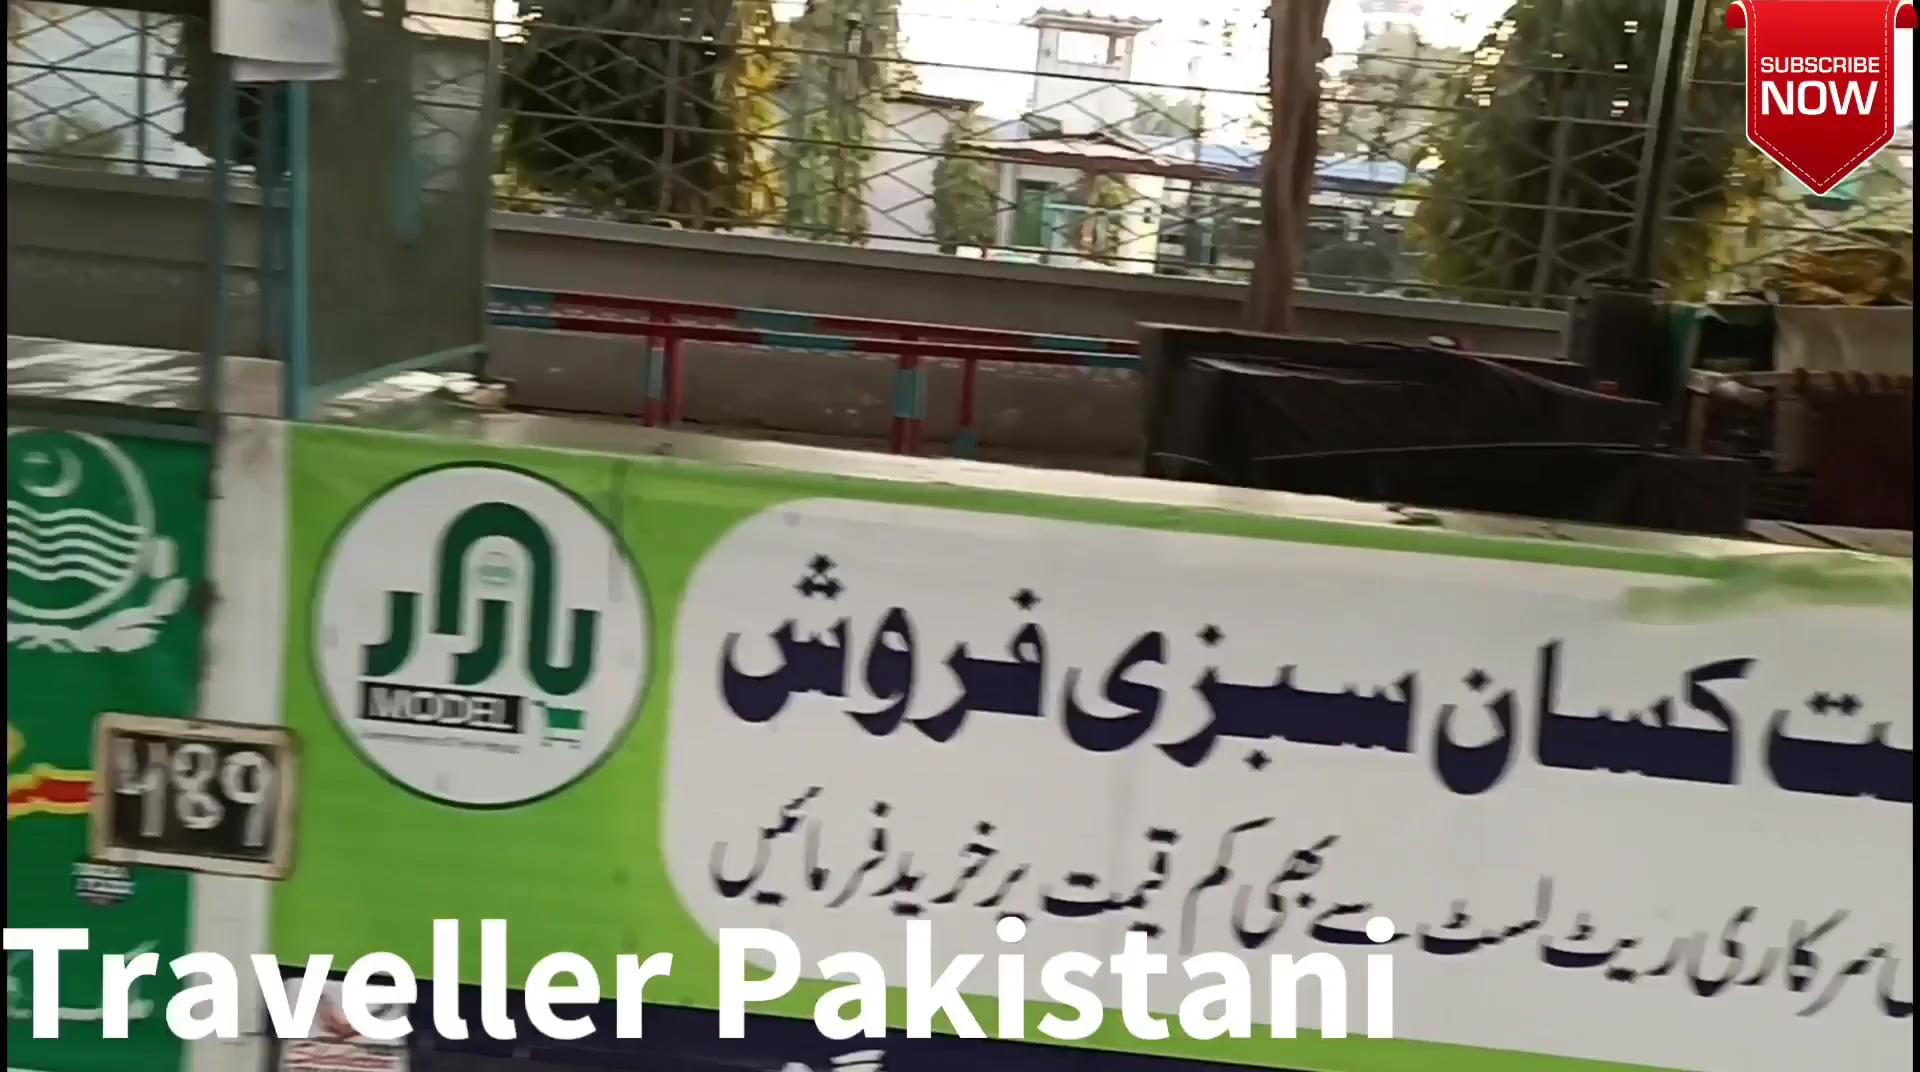 SUBSCRIBE
NOW
بازار
MODEL
کسان سبزی فروش
سرکاری ریٹ لسٹ سے بھی کم قیمت پر خرید فرمائیں
489
Traveller Pakistani